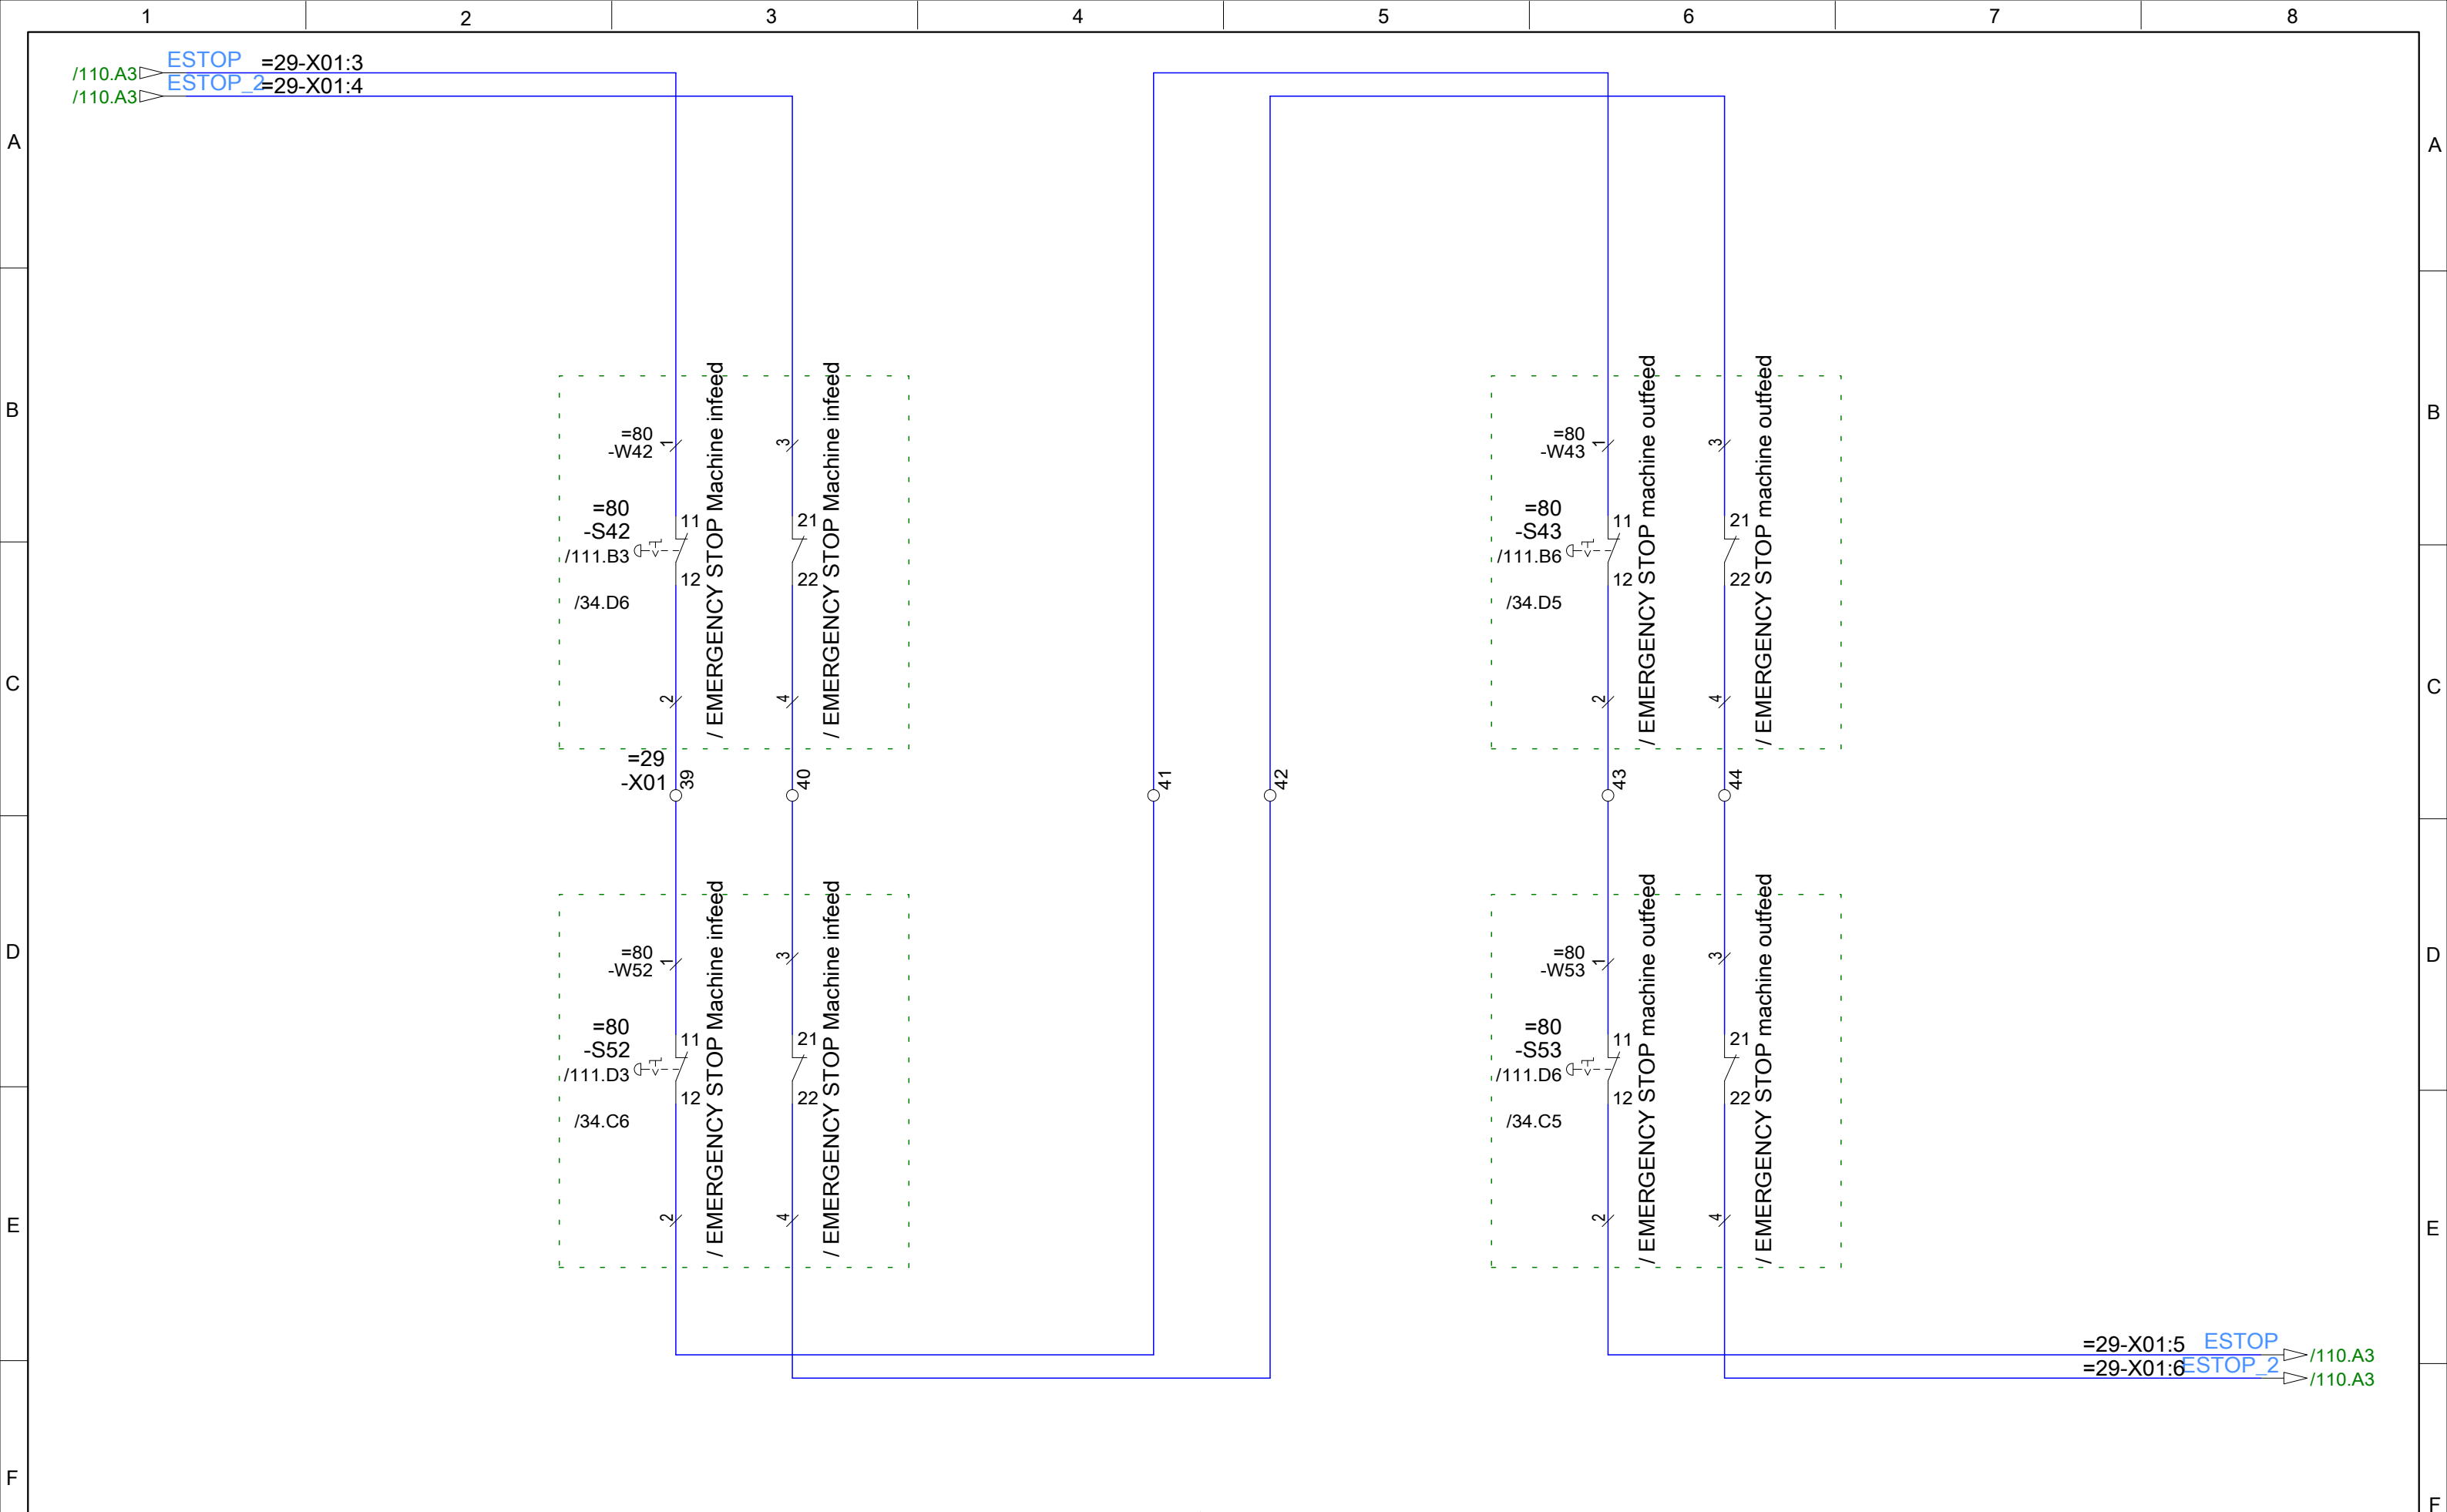 1 2 3 4 5 6 7 8
/110.A3 ESTOP =29-X01:3
/110.A3 ESTOP_2 =29-X01:4
A A
B B
=80
-W42
1
3
=80
-S42
/111.B3
/34.D6
11
12
21
22
2
4
/ EMERGENCY STOP Machine infeed
/ EMERGENCY STOP Machine infeed
=80
-W43
1
3
=80
-S43
/111.B6
/34.D5
11
12
21
22
2
4
/ EMERGENCY STOP machine outfeed
/ EMERGENCY STOP machine outfeed
C C
=29
-X01
39
40
41
42
43
44
D D
=80
-W52
1
3
=80
-S52
/111.D3
/34.C6
11
12
21
22
2
4
/ EMERGENCY STOP Machine infeed
/ EMERGENCY STOP Machine infeed
=80
-W53
1
3
=80
-S53
/111.D6
/34.C5
11
12
21
22
2
4
/ EMERGENCY STOP machine outfeed
/ EMERGENCY STOP machine outfeed
E E
=29-X01:5 ESTOP /110.A3
=29-X01:6 ESTOP_2 /110.A3
F F